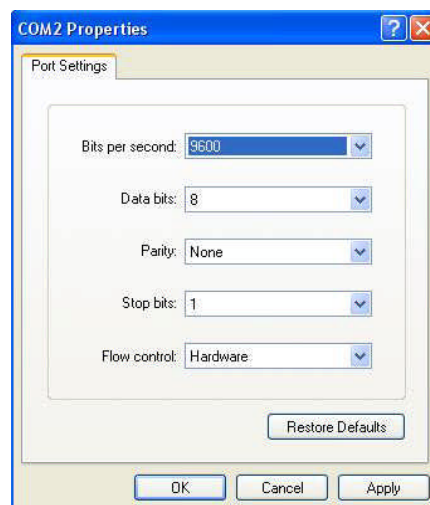 COM2 Properties
Port Settings
Bits per second: 9600
Data bits: 8
Parity: None
Stop bits: 1
Flow control: Hardware
Restore Defaults
OK Cancel Apply